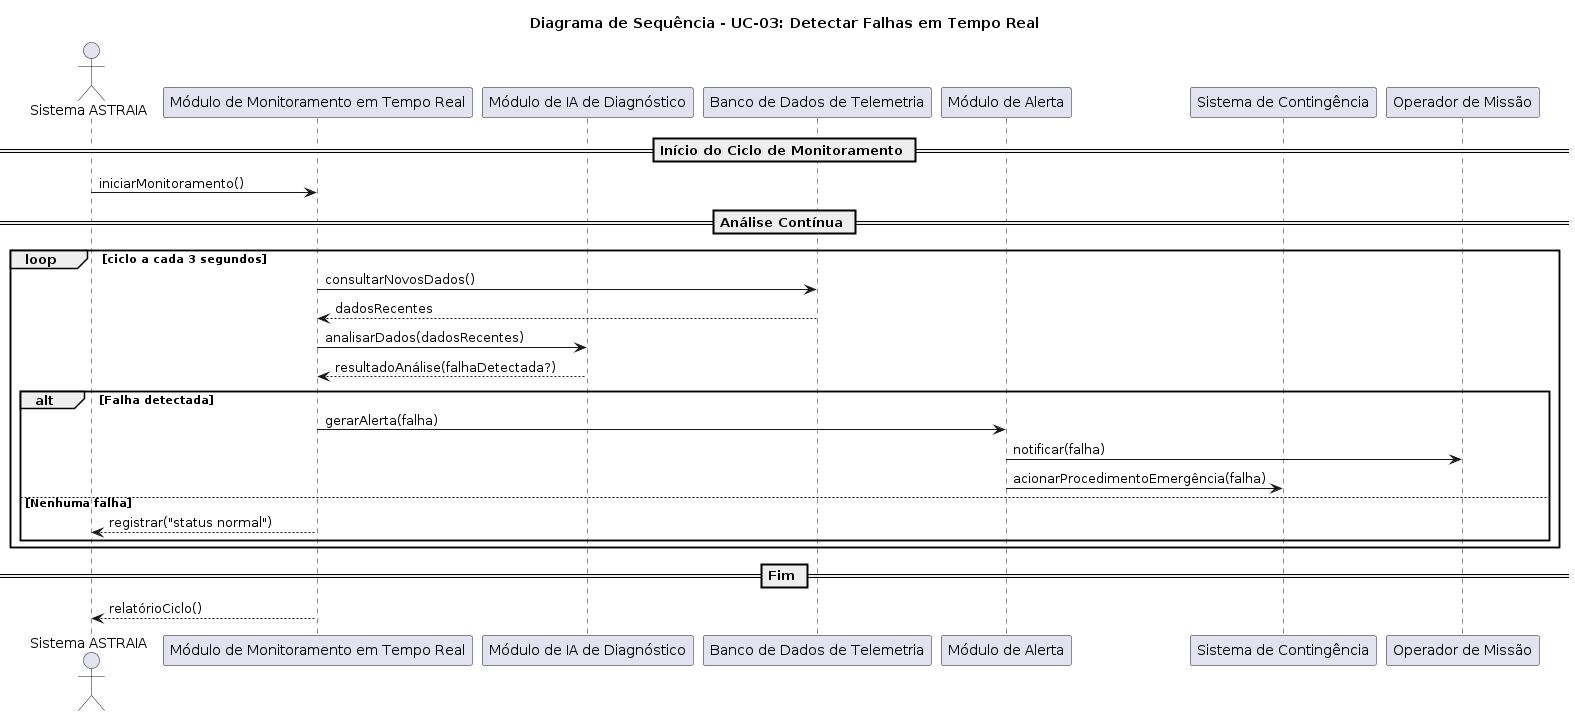 Diagrama de Sequência - UC-03: Detectar Falhas em Tempo Real
Sistema ASTRAIA
Módulo de Monitoramento em Tempo Real
Módulo de IA de Diagnóstico
Banco de Dados de Telemetria
Módulo de Alerta
Sistema de Contingência
Operador de Missão
Início do Ciclo de Monitoramento
iniciarMonitoramento()
Análise Contínua
loop
[ciclo a cada 3 segundos]
consultarNovosDados()
dadosRecentes
analisarDados(dadosRecentes)
resultadoAnálise(falhaDetectada?)
alt
[Falha detectada]
gerarAlerta(falha)
notificar(falha)
acionarProcedimentoEmergência(falha)
[Nenhuma falha]
registrar("status normal")
Fim
relatórioCiclo()
Sistema ASTRAIA
Módulo de Monitoramento em Tempo Real
Módulo de IA de Diagnóstico
Banco de Dados de Telemetria
Módulo de Alerta
Sistema de Contingência
Operador de Missão